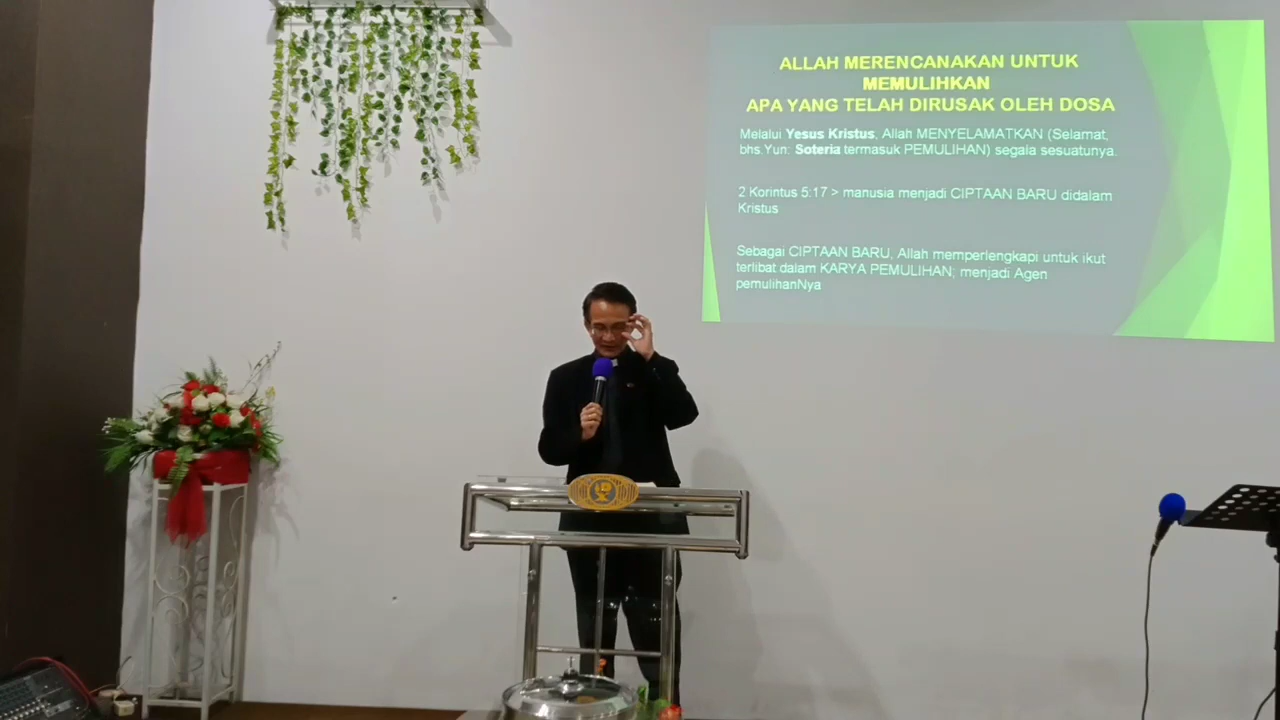 ALLAH MERENCANAKAN UNTUK
MEMULIHKAN
APA YANG TELAH DIRUSAK OLEH DOSA
Melalui Yesus Kristus, Allah MENYELAMATKAN (Selamat,
bhs.Yun: Soteria termasuk PEMULIHAN) segala sesuatunya.
2 Korintus 5:17 > manusia menjadi CIPTAAN BARU didalam
Kristus
Sebagai CIPTAAN BARU, Allah memperlengkapi untuk ikut
terlibat dalam KARYA PEMULIHAN; menjadi Agen
pemulihanNya